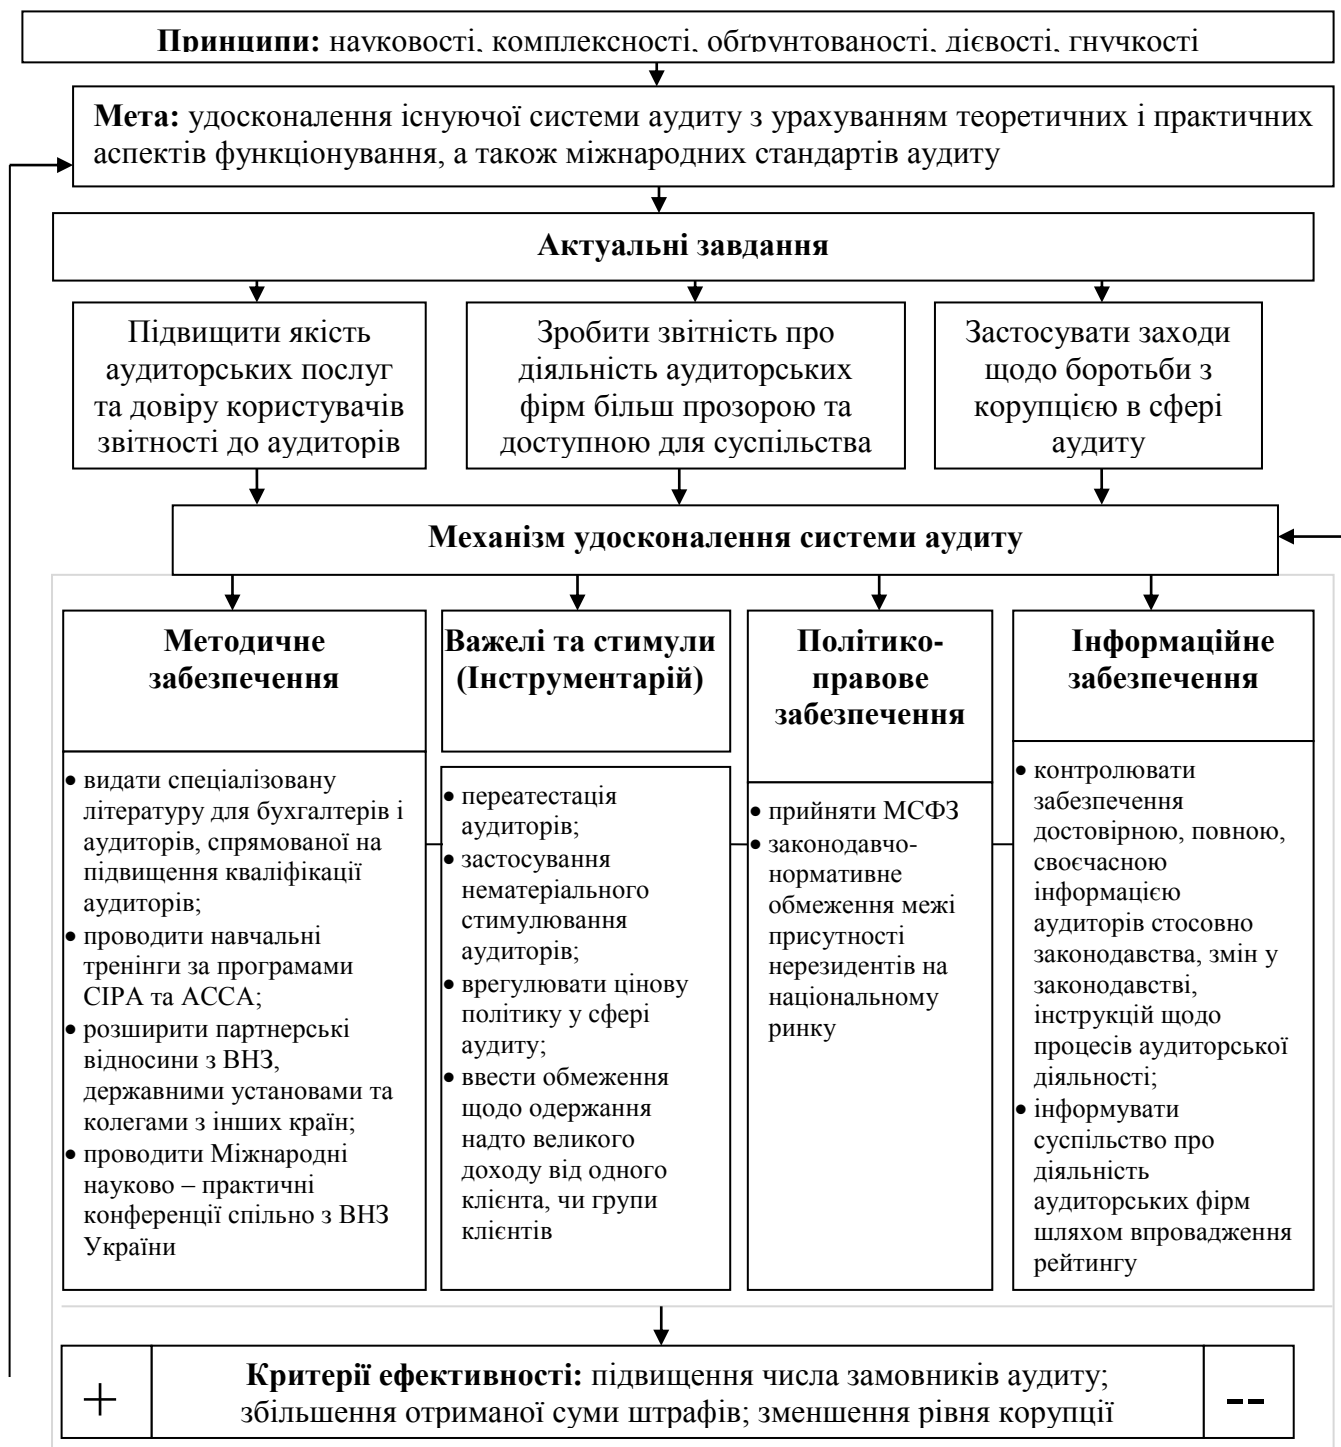 Принципи: науковості, комплексності, обґрунтованості, дієвості, гнучкості
Мета: удосконалення існуючої системи аудиту з урахуванням теоретичних і практичних
аспектів функціонування, а також міжнародних стандартів аудиту
Актуальні завдання
Підвищити якість
аудиторських послуг
та довіру користувачів
звітності до аудиторів
Зробити звітність про
діяльність аудиторських
фірм більш прозорою та
доступною для суспільства
Застосувати заходи
щодо боротьби з
корупцією в сфері
аудиту
Механізм удосконалення системи аудиту
Методичне
забезпечення
• видати спеціалізовану
літературу для бухгалтерів і
аудиторів, спрямованої на
підвищення кваліфікації
аудиторів;
• проводити навчальні
тренінги за програмами
СІРА та АССА;
• розширити партнерські
відносини з ВНЗ,
державними установами та
колегами з інших країн;
• проводити Міжнародні
науково – практичні
конференції спільно з ВНЗ
України
Важелі та стимули
(Інструментарій)
• переатестація
аудиторів;
• застосування
нематеріального
стимулювання
аудиторів;
• врегулювати цінову
політику у сфері
аудиту;
• ввести обмеження
щодо одержання
надто великого
доходу від одного
клієнта, чи групи
клієнтів
Політико-
правове
забезпечення
• прийняти МСФЗ
• законодавчо-
нормативне
обмеження межі
присутності
нерезидентів на
національному
ринку
Інформаційне
забезпечення
• контролювати
забезпечення
достовірною, повною,
своєчасною
інформацією
аудиторів стосовно
законодавства, змін у
законодавстві,
інструкцій щодо
процесів аудиторської
діяльності;
• інформувати
суспільство про
діяльність
аудиторських фірм
шляхом впровадження
рейтингу
+
Критерії ефективності: підвищення числа замовників аудиту;
збільшення отриманої суми штрафів; зменшення рівня корупції
--